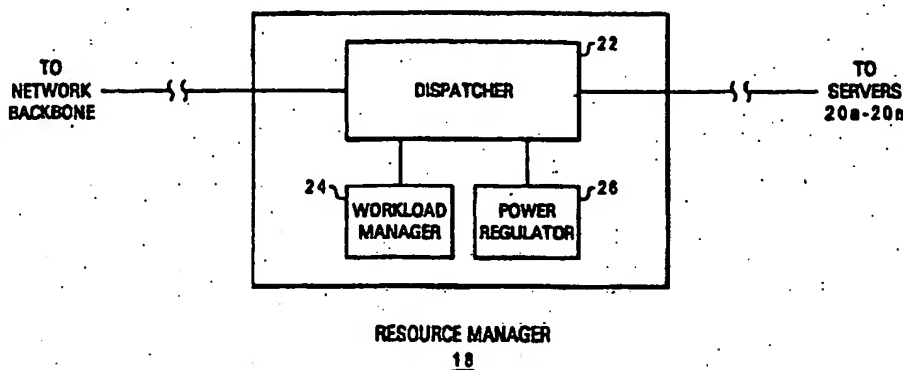 22
TO
NETWORK
BACKBONE
DISPATCHER
TO
SERVERS
20a-20n
24
WORKLOAD
MANAGER
26
POWER
REGULATOR
RESOURCE MANAGER
18